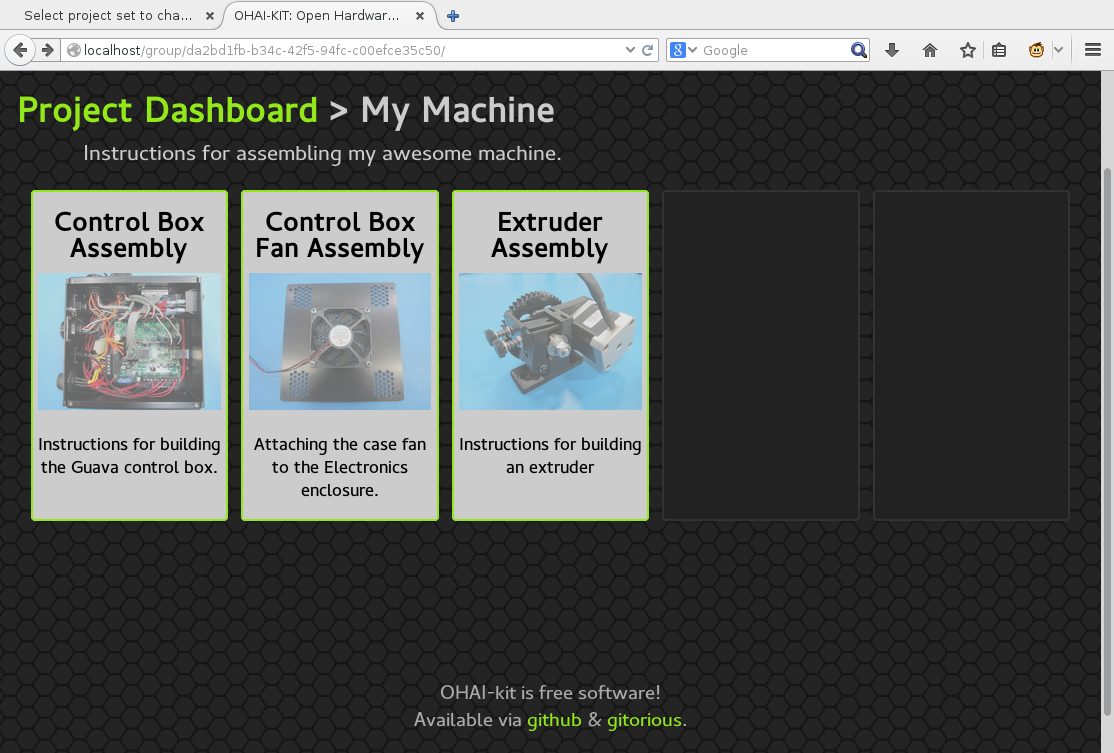 Select project set to cha...
OHAI-KIT: Open Hardwar...
localhost/group/da2bd1fb-b34c-42f5-94fc-c00efce35c50/
Google
Project Dashboard > My Machine
Instructions for assembling my awesome machine.
Control Box
Assembly
Instructions for building
the Guava control box.
Control Box
Fan Assembly
Attaching the case fan
to the Electronics
enclosure.
Extruder
Assembly
Instructions for building
an extruder
OHAI-kit is free software!
Available via github & gitorious.